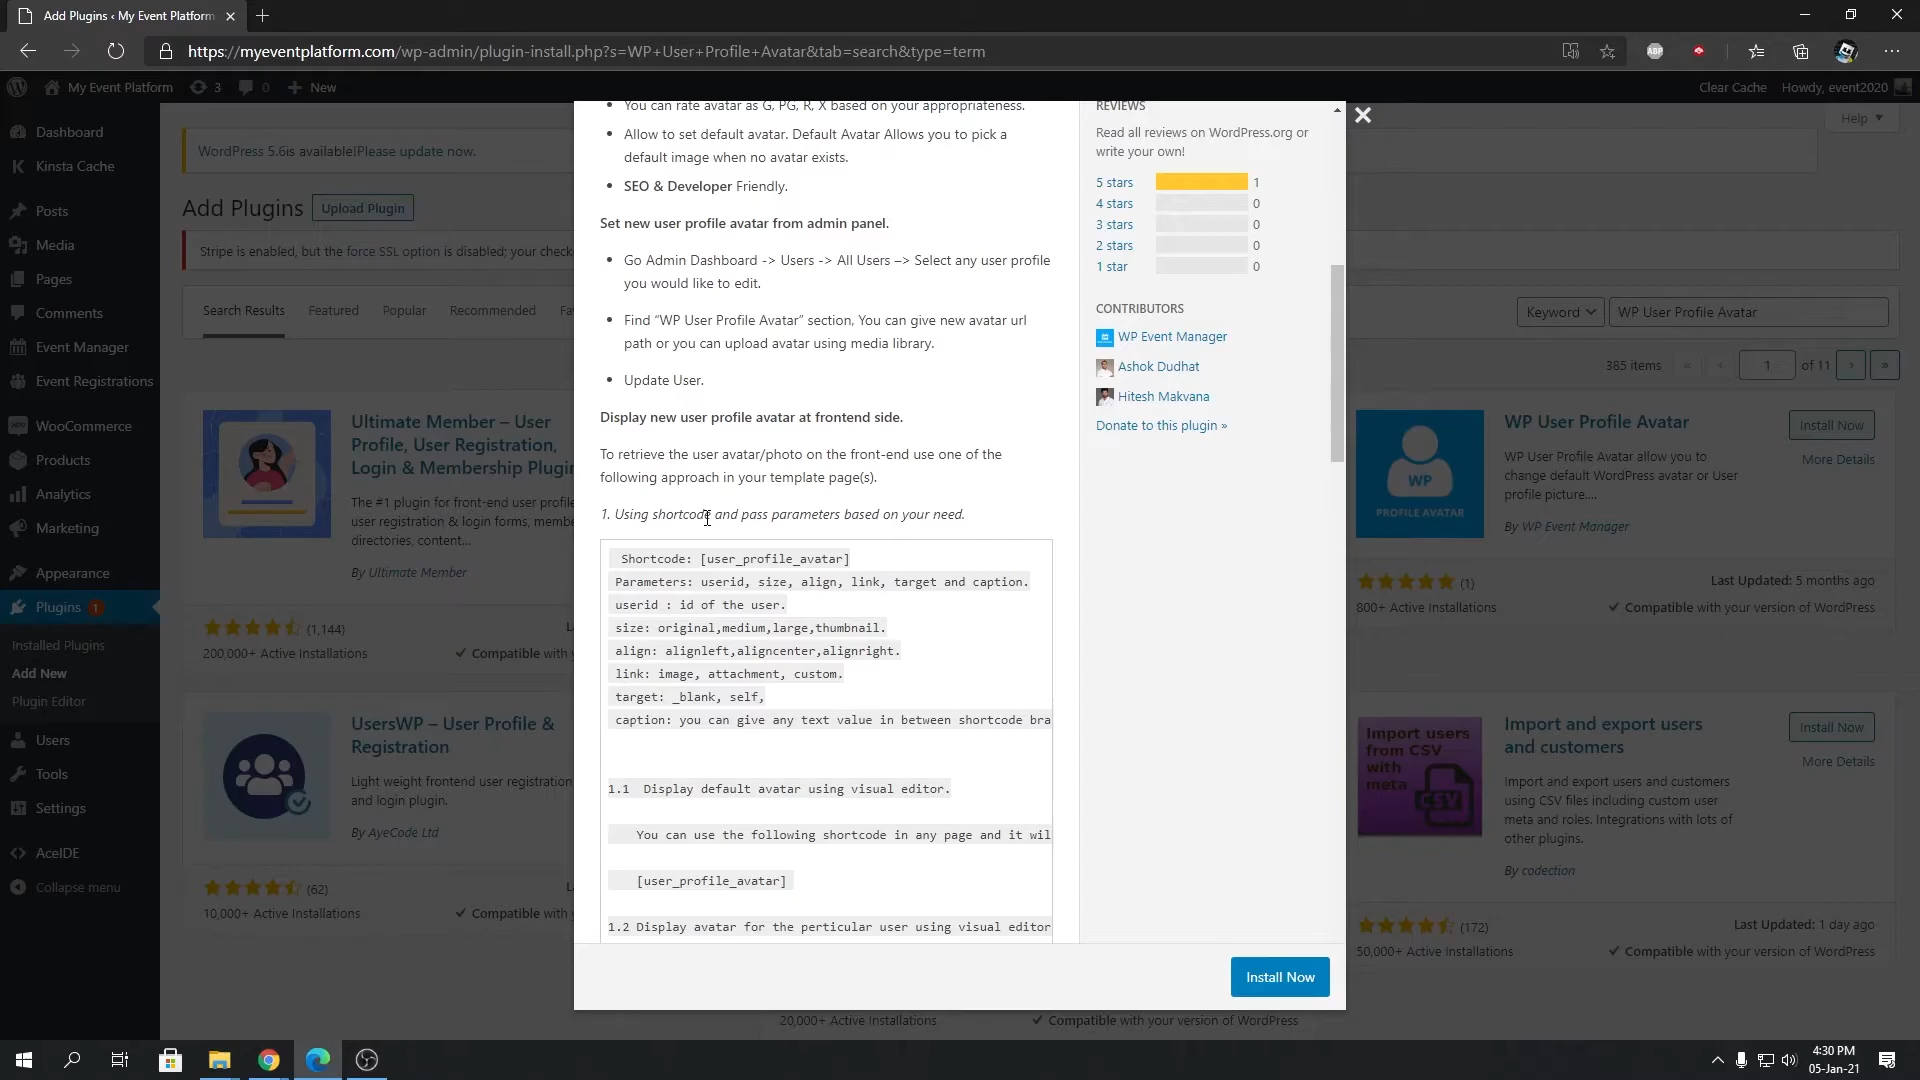 Add Plugins ‹ My Event Platform
https://myeventplatform.com/wp-admin/plugin-install.php?s=WP+User+Profile+Avatar&tab=search&type=term
ABP
My Event Platform
3
0
New
Clear Cache
Howdy, event2020
Dashboard
Kinsta Cache
Posts
Media
Pages
Comments
Event Manager
Event Registrations
WooCommerce
Products
Analytics
Marketing
Appearance
Plugins 1
Installed Plugins
Add New
Plugin Editor
Users
Tools
Settings
AceIDE
Collapse menu
Help
WordPress 5.6is available!Please update now.
Add Plugins
Upload Plugin
Stripe is enabled, but the force SSL option is disabled; your check
Search Results
Featured
Popular
Recommended
Keyword
WP User Profile Avatar
385 items
«
‹
1
of 11
›
»
Ultimate Member – User
Profile, User Registration,
Login & Membership Plugin
The #1 plugin for front-end user profile
user registration & login forms, memb
directories, content...
By Ultimate Member
(1,144)
200,000+ Active Installations
Compatible with
UsersWP – User Profile &
Registration
Light weight frontend user registration
and login plugin.
By AyeCode Ltd
(62)
10,000+ Active Installations
Compatible with
You can rate avatar as G, PG, R, X based on your appropriateness.
Allow to set default avatar. Default Avatar Allows you to pick a
default image when no avatar exists.
SEO & Developer Friendly.
Set new user profile avatar from admin panel.
Go Admin Dashboard -> Users -> All Users –> Select any user profile
you would like to edit.
Find “WP User Profile Avatar” section, You can give new avatar url
path or you can upload avatar using media library.
Update User.
Display new user profile avatar at frontend side.
To retrieve the user avatar/photo on the front-end use one of the
following approach in your template page(s).
1. Using shortcode and pass parameters based on your need.
Shortcode: [user_profile_avatar]
Parameters: userid, size, align, link, target and caption.
userid : id of the user.
size: original,medium,large,thumbnail.
align: alignleft,aligncenter,alignright.
link: image, attachment, custom.
target: _blank, self,
caption: you can give any text value in between shortcode bra
1.1 Display default avatar using visual editor.
You can use the following shortcode in any page and it wil
[user_profile_avatar]
1.2 Display avatar for the perticular user using visual editor
REVIEWS
Read all reviews on WordPress.org or
write your own!
5 stars 1
4 stars 0
3 stars 0
2 stars 0
1 star 0
CONTRIBUTORS
WP Event Manager
Ashok Dudhat
Hitesh Makvana
Donate to this plugin »
Install Now
WP
PROFILE AVATAR
WP User Profile Avatar
Install Now
More Details
WP User Profile Avatar allow you to
change default WordPress avatar or User
profile picture....
By WP Event Manager
(1)
Last Updated: 5 months ago
800+ Active Installations
Compatible with your version of WordPress
Import users
from CSV
with
meta
CSV
Import and export users
and customers
Install Now
More Details
Import and export users and customers
using CSV files including custom user
meta and roles. Integrations with lots of
other plugins.
By codection
(172)
Last Updated: 1 day ago
50,000+ Active Installations
Compatible with your version of WordPress
20,000+ Active Installations
Compatible with your version of WordPress
4:30 PM
05-Jan-21